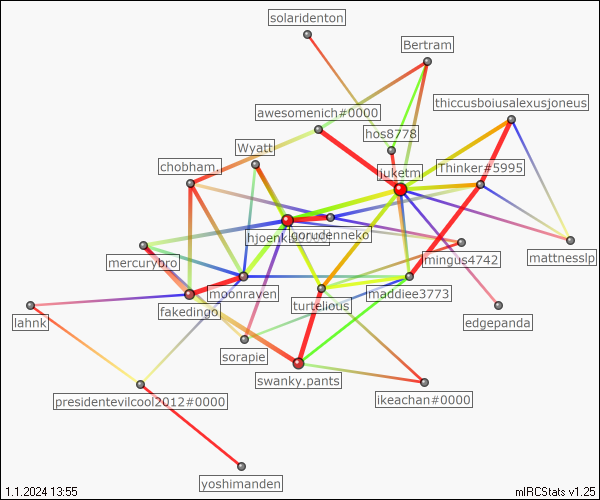 solaridenton
Bertram
thiccusboiusalexusjoneus
awesomenich#0000
hos8778
Wyatt
chobham.
juketm
Thinker#5995
gorudenneko
mercurybro
mingus4742
mattnesslp
moonraven
maddiee3773
turtelious
fakedingo
lahnk
edgepanda
sorapie
swanky.pants
presidentevilcool2012#0000
ikeachan#0000
yoshimanden
1.1.2024 13:55
mIRCStats v1.25